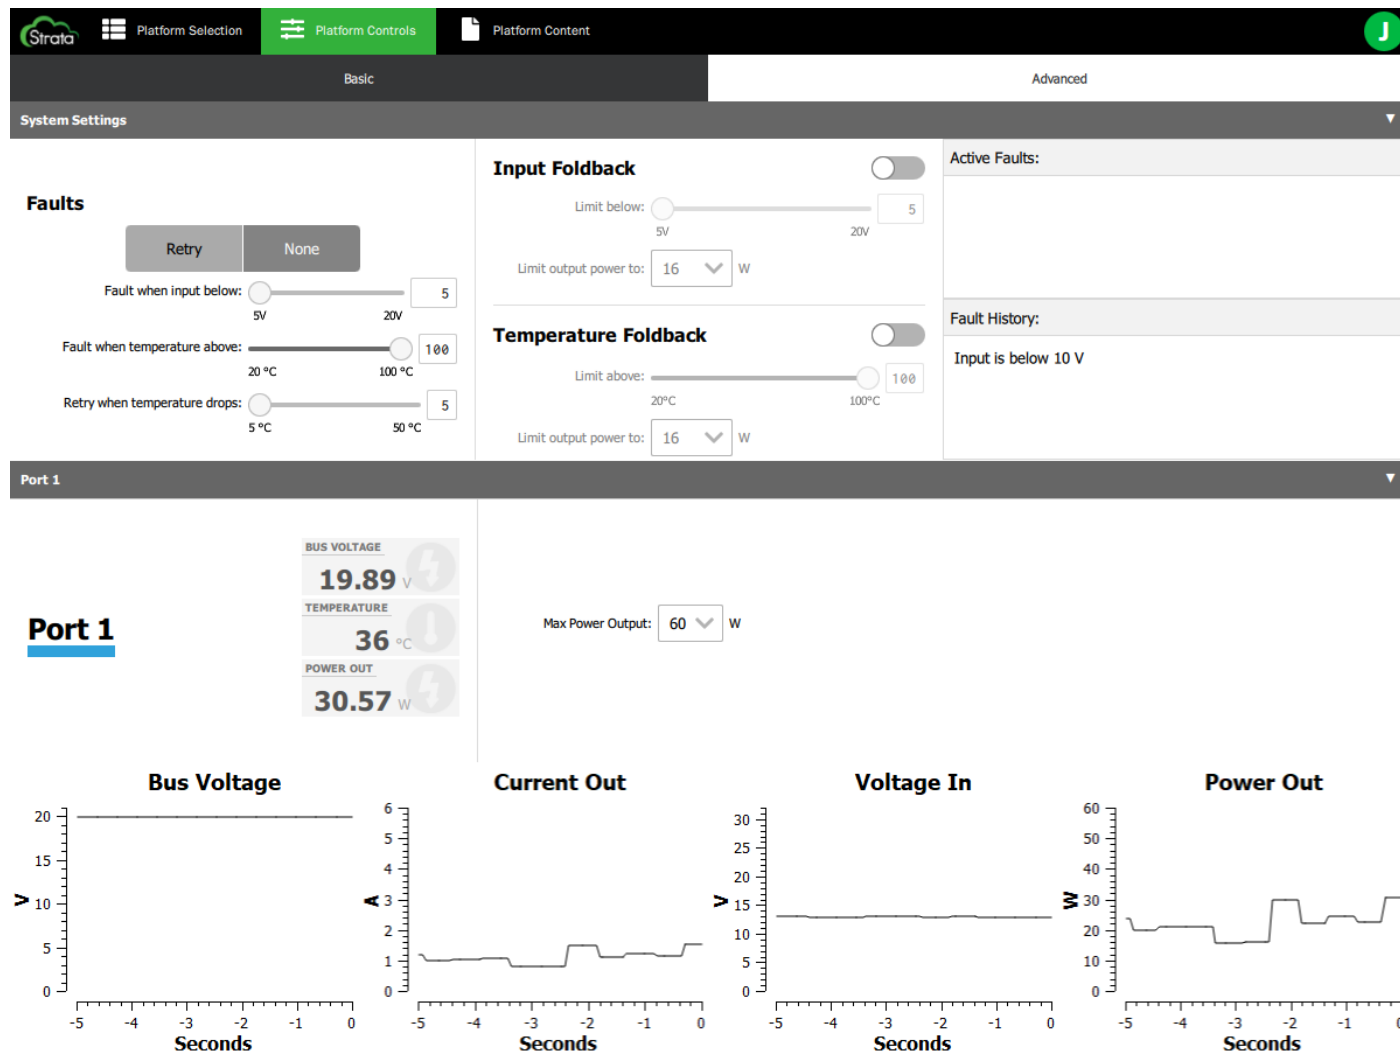 Strata
Platform Selection
Platform Controls
Platform Content
J
Basic
Advanced
System Settings
Faults
Retry
None
Fault when input below:
5
5V
20V
Fault when temperature above:
100
20 °C
100 °C
Retry when temperature drops:
5
5 °C
50 °C
Input Foldback
Limit below:
5
5V
20V
Limit output power to:
16
W
Temperature Foldback
Limit above:
100
20°C
100°C
Limit output power to:
16
W
Active Faults:
Fault History:
Input is below 10 V
Port 1
Port 1
BUS VOLTAGE
19.89 V
TEMPERATURE
36 °C
POWER OUT
30.57 W
Max Power Output:
60
W
Bus Voltage
20
15
10
5
0
V
-5 -4 -3 -2 -1 0
Seconds
Current Out
6
5
4
3
2
1
0
A
-5 -4 -3 -2 -1 0
Seconds
Voltage In
30
25
20
15
10
5
0
V
-5 -4 -3 -2 -1 0
Seconds
Power Out
60
50
40
30
20
10
0
W
-5 -4 -3 -2 -1 0
Seconds